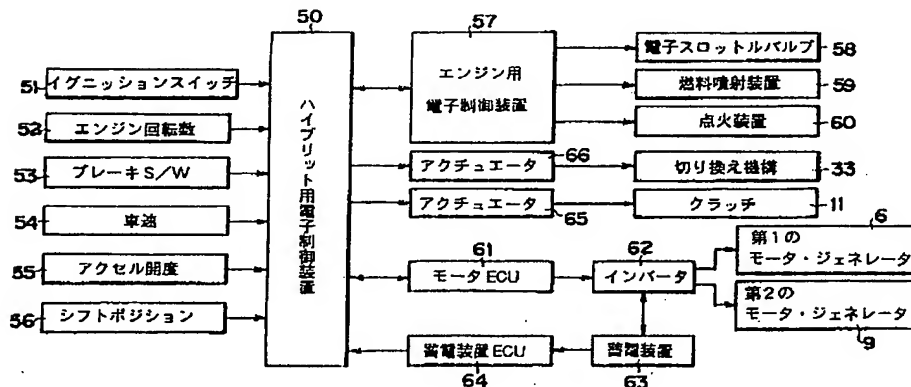 50
ハイブリット用電子制御装置
51
イグニッションスイッチ
52
エンジン回転数
53
ブレーキS/W
54
車速
55
アクセル開度
56
シフトポジション
57
エンジン用
電子制御装置
電子スロットルバルブ
58
燃料噴射装置
59
点火装置
60
アクチュエータ
66
切り換え機構
33
アクチュエータ
65
クラッチ
11
61
モータECU
62
インバータ
6
第1の
モータ・ジェネレータ
第2の
モータ・ジェネレータ
9
蓄電装置ECU
64
蓄電装置
63